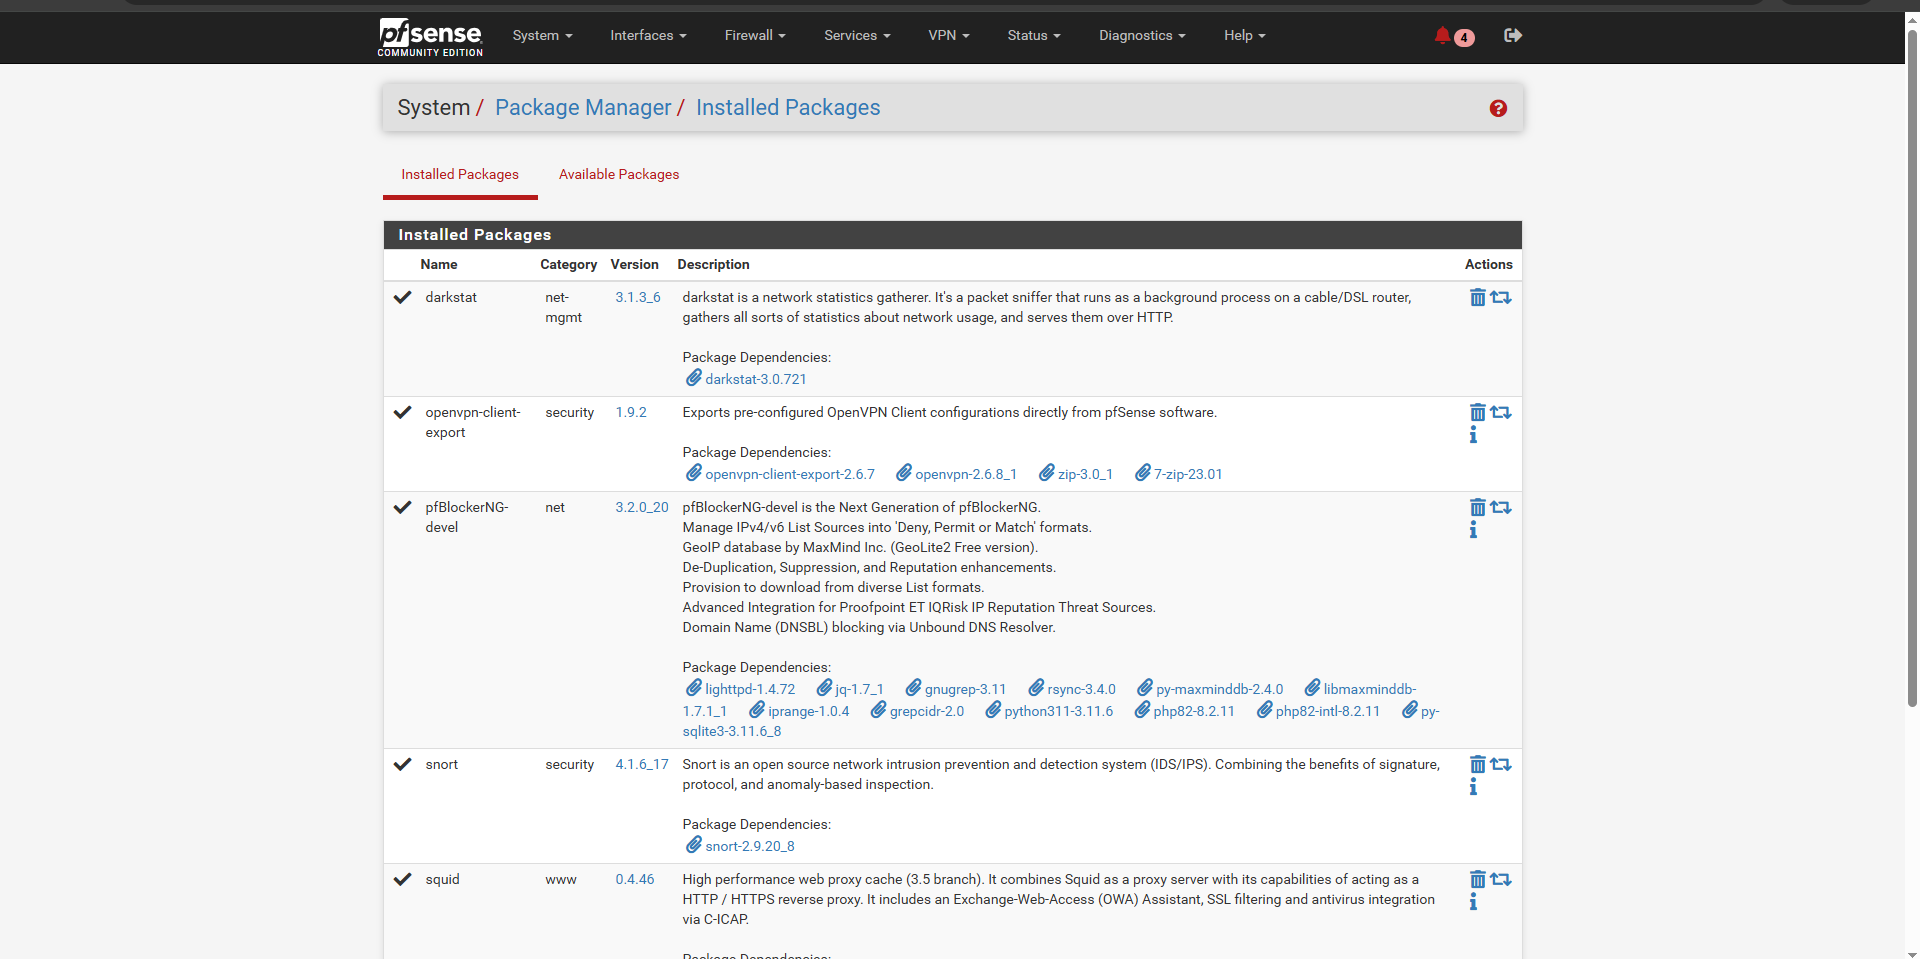 pfsense
COMMUNITY EDITION
System
Interfaces
Firewall
Services
VPN
Status
Diagnostics
Help
4
System / Package Manager / Installed Packages
Installed Packages
Available Packages
Installed Packages
Name Category Version Description Actions
darkstat
net-
mgmt
3.1.3_6
darkstat is a network statistics gatherer. It's a packet sniffer that runs as a background process on a cable/DSL router,
gathers all sorts of statistics about network usage, and serves them over HTTP.
Package Dependencies:
darkstat-3.0.721
openvpn-client-
export
security
1.9.2
Exports pre-configured OpenVPN Client configurations directly from pfSense software.
Package Dependencies:
openvpn-client-export-2.6.7 openvpn-2.6.8_1 zip-3.0_1 7-zip-23.01
pfBlockerNG-
devel
net
3.2.0_20
pfBlockerNG-devel is the Next Generation of pfBlockerNG.
Manage IPv4/v6 List Sources into 'Deny, Permit or Match' formats.
GeoIP database by MaxMind Inc. (GeoLite2 Free version).
De-Duplication, Suppression, and Reputation enhancements.
Provision to download from diverse List formats.
Advanced Integration for Proofpoint ET IQRisk IP Reputation Threat Sources.
Domain Name (DNSBL) blocking via Unbound DNS Resolver.
Package Dependencies:
lighttpd-1.4.72 jq-1.7_1 gnugrep-3.11 rsync-3.4.0 py-maxminddb-2.4.0 libmaxminddb-
1.7.1_1 iprange-1.0.4 grepcidr-2.0 python311-3.11.6 php82-8.2.11 php82-intl-8.2.11 py-
sqlite3-3.11.6_8
snort
security
4.1.6_17
Snort is an open source network intrusion prevention and detection system (IDS/IPS). Combining the benefits of signature,
protocol, and anomaly-based inspection.
Package Dependencies:
snort-2.9.20_8
squid
www
0.4.46
High performance web proxy cache (3.5 branch). It combines Squid as a proxy server with its capabilities of acting as a
HTTP / HTTPS reverse proxy. It includes an Exchange-Web-Access (OWA) Assistant, SSL filtering and antivirus integration
via C-ICAP.
Package Dependencies: